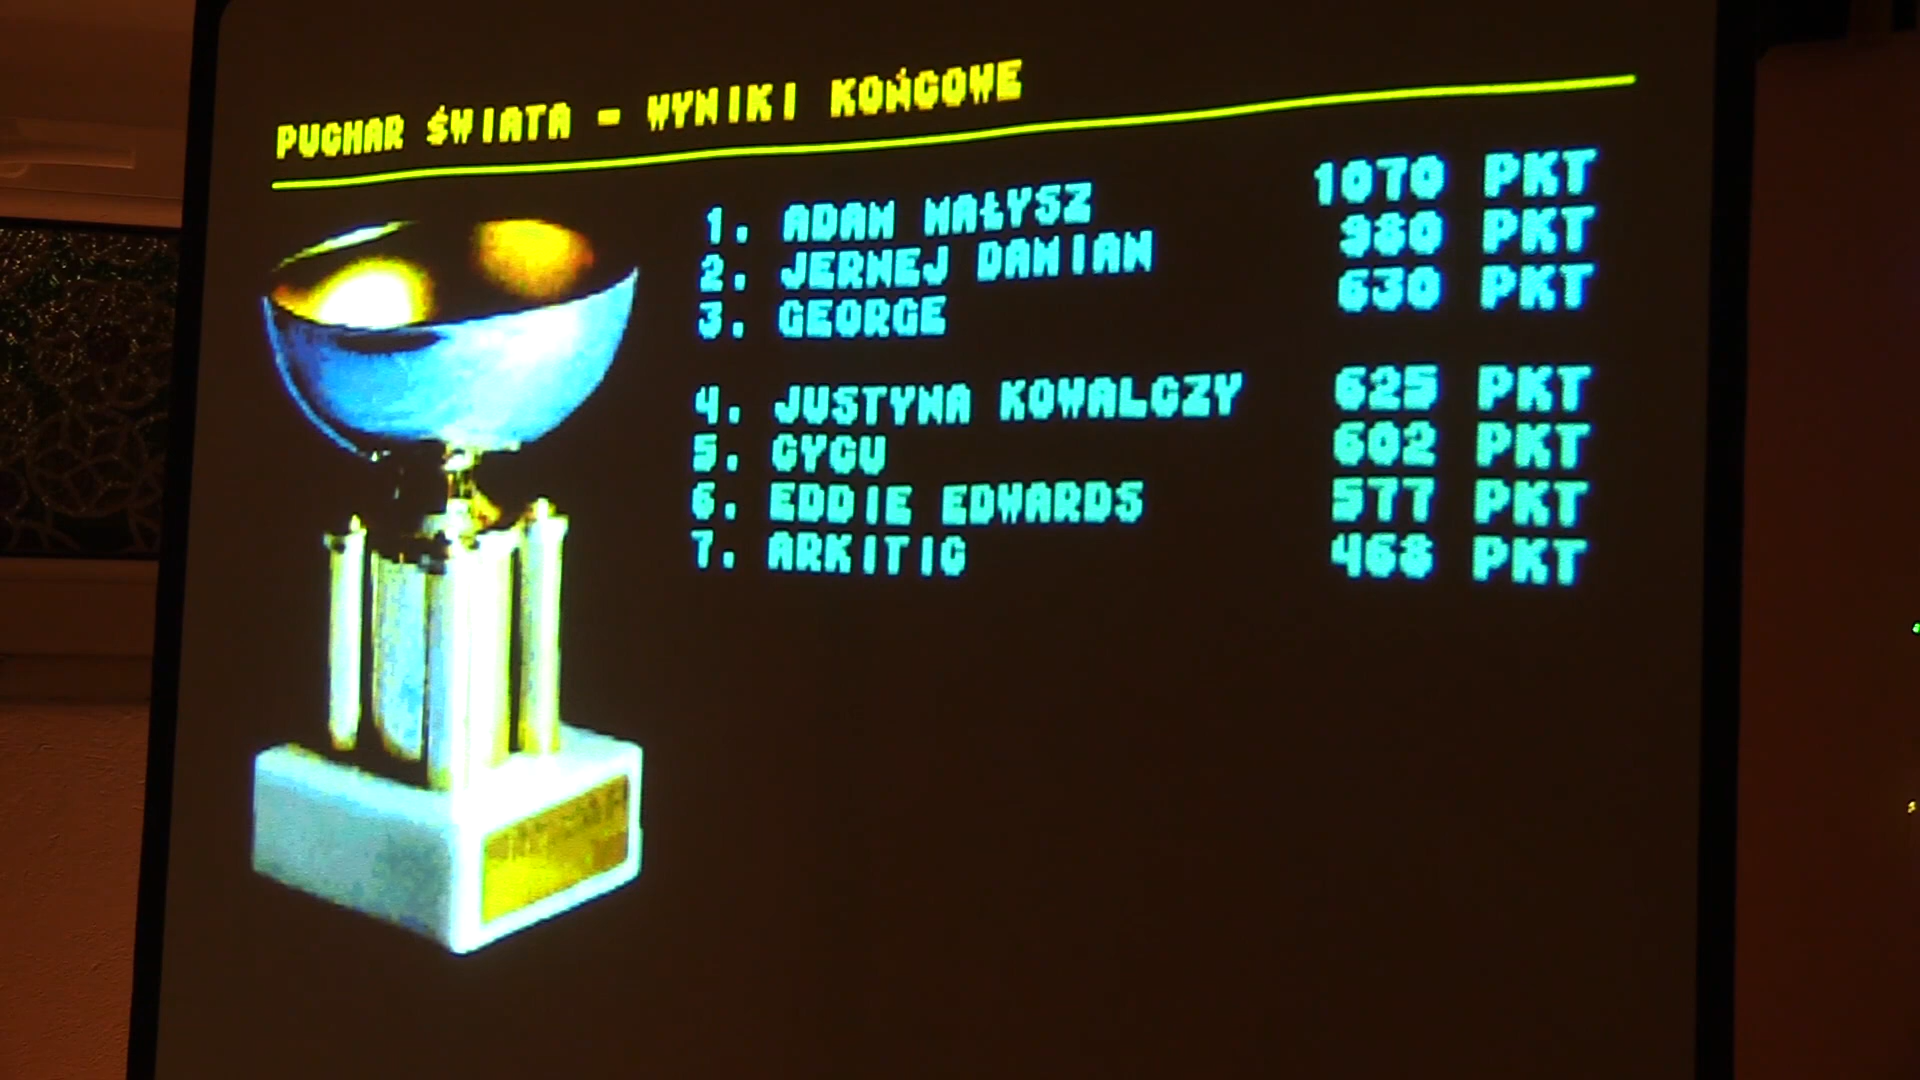 PUCHAR ŚWIATA - WYNIKI KOŃCOWE
1. ADAM MAŁYSZ 1070 PKT
2. JERNEJ DAMIAN 980 PKT
3. GEORGE 630 PKT
4. JUSTYNA KOWALCZY 625 PKT
5. GYGU 602 PKT
6. EDDIE EDWARDS 577 PKT
7. ARKITIC 468 PKT